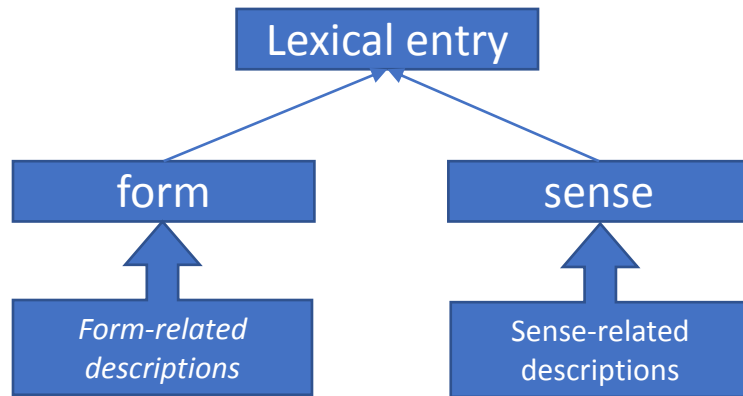 Lexical entry
form
sense
Form-related
descriptions
Sense-related
descriptions